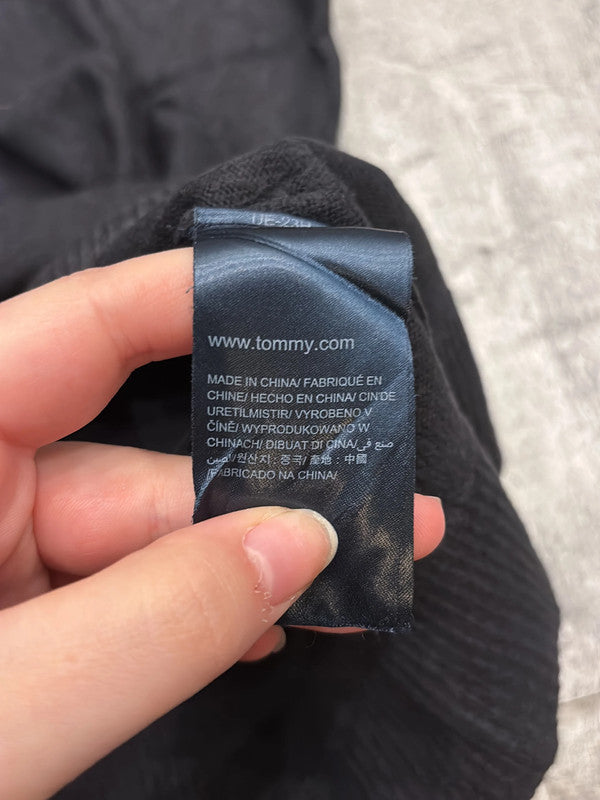 www.tommy.com
MADE IN CHINA/ FABRIQUÉ EN
CHINE/ HECHO EN CHINA/ CIN'DE
URETILMISTIR/ VYROBENO V
ČÍNĚ/ WYPRODUKOWANO W
CHINACH/ DIBUAT DI CINA/ صنع في
الصين/ 원산지 : 중국/ 產地 : 中國
/FABRICADO NA CHINA/